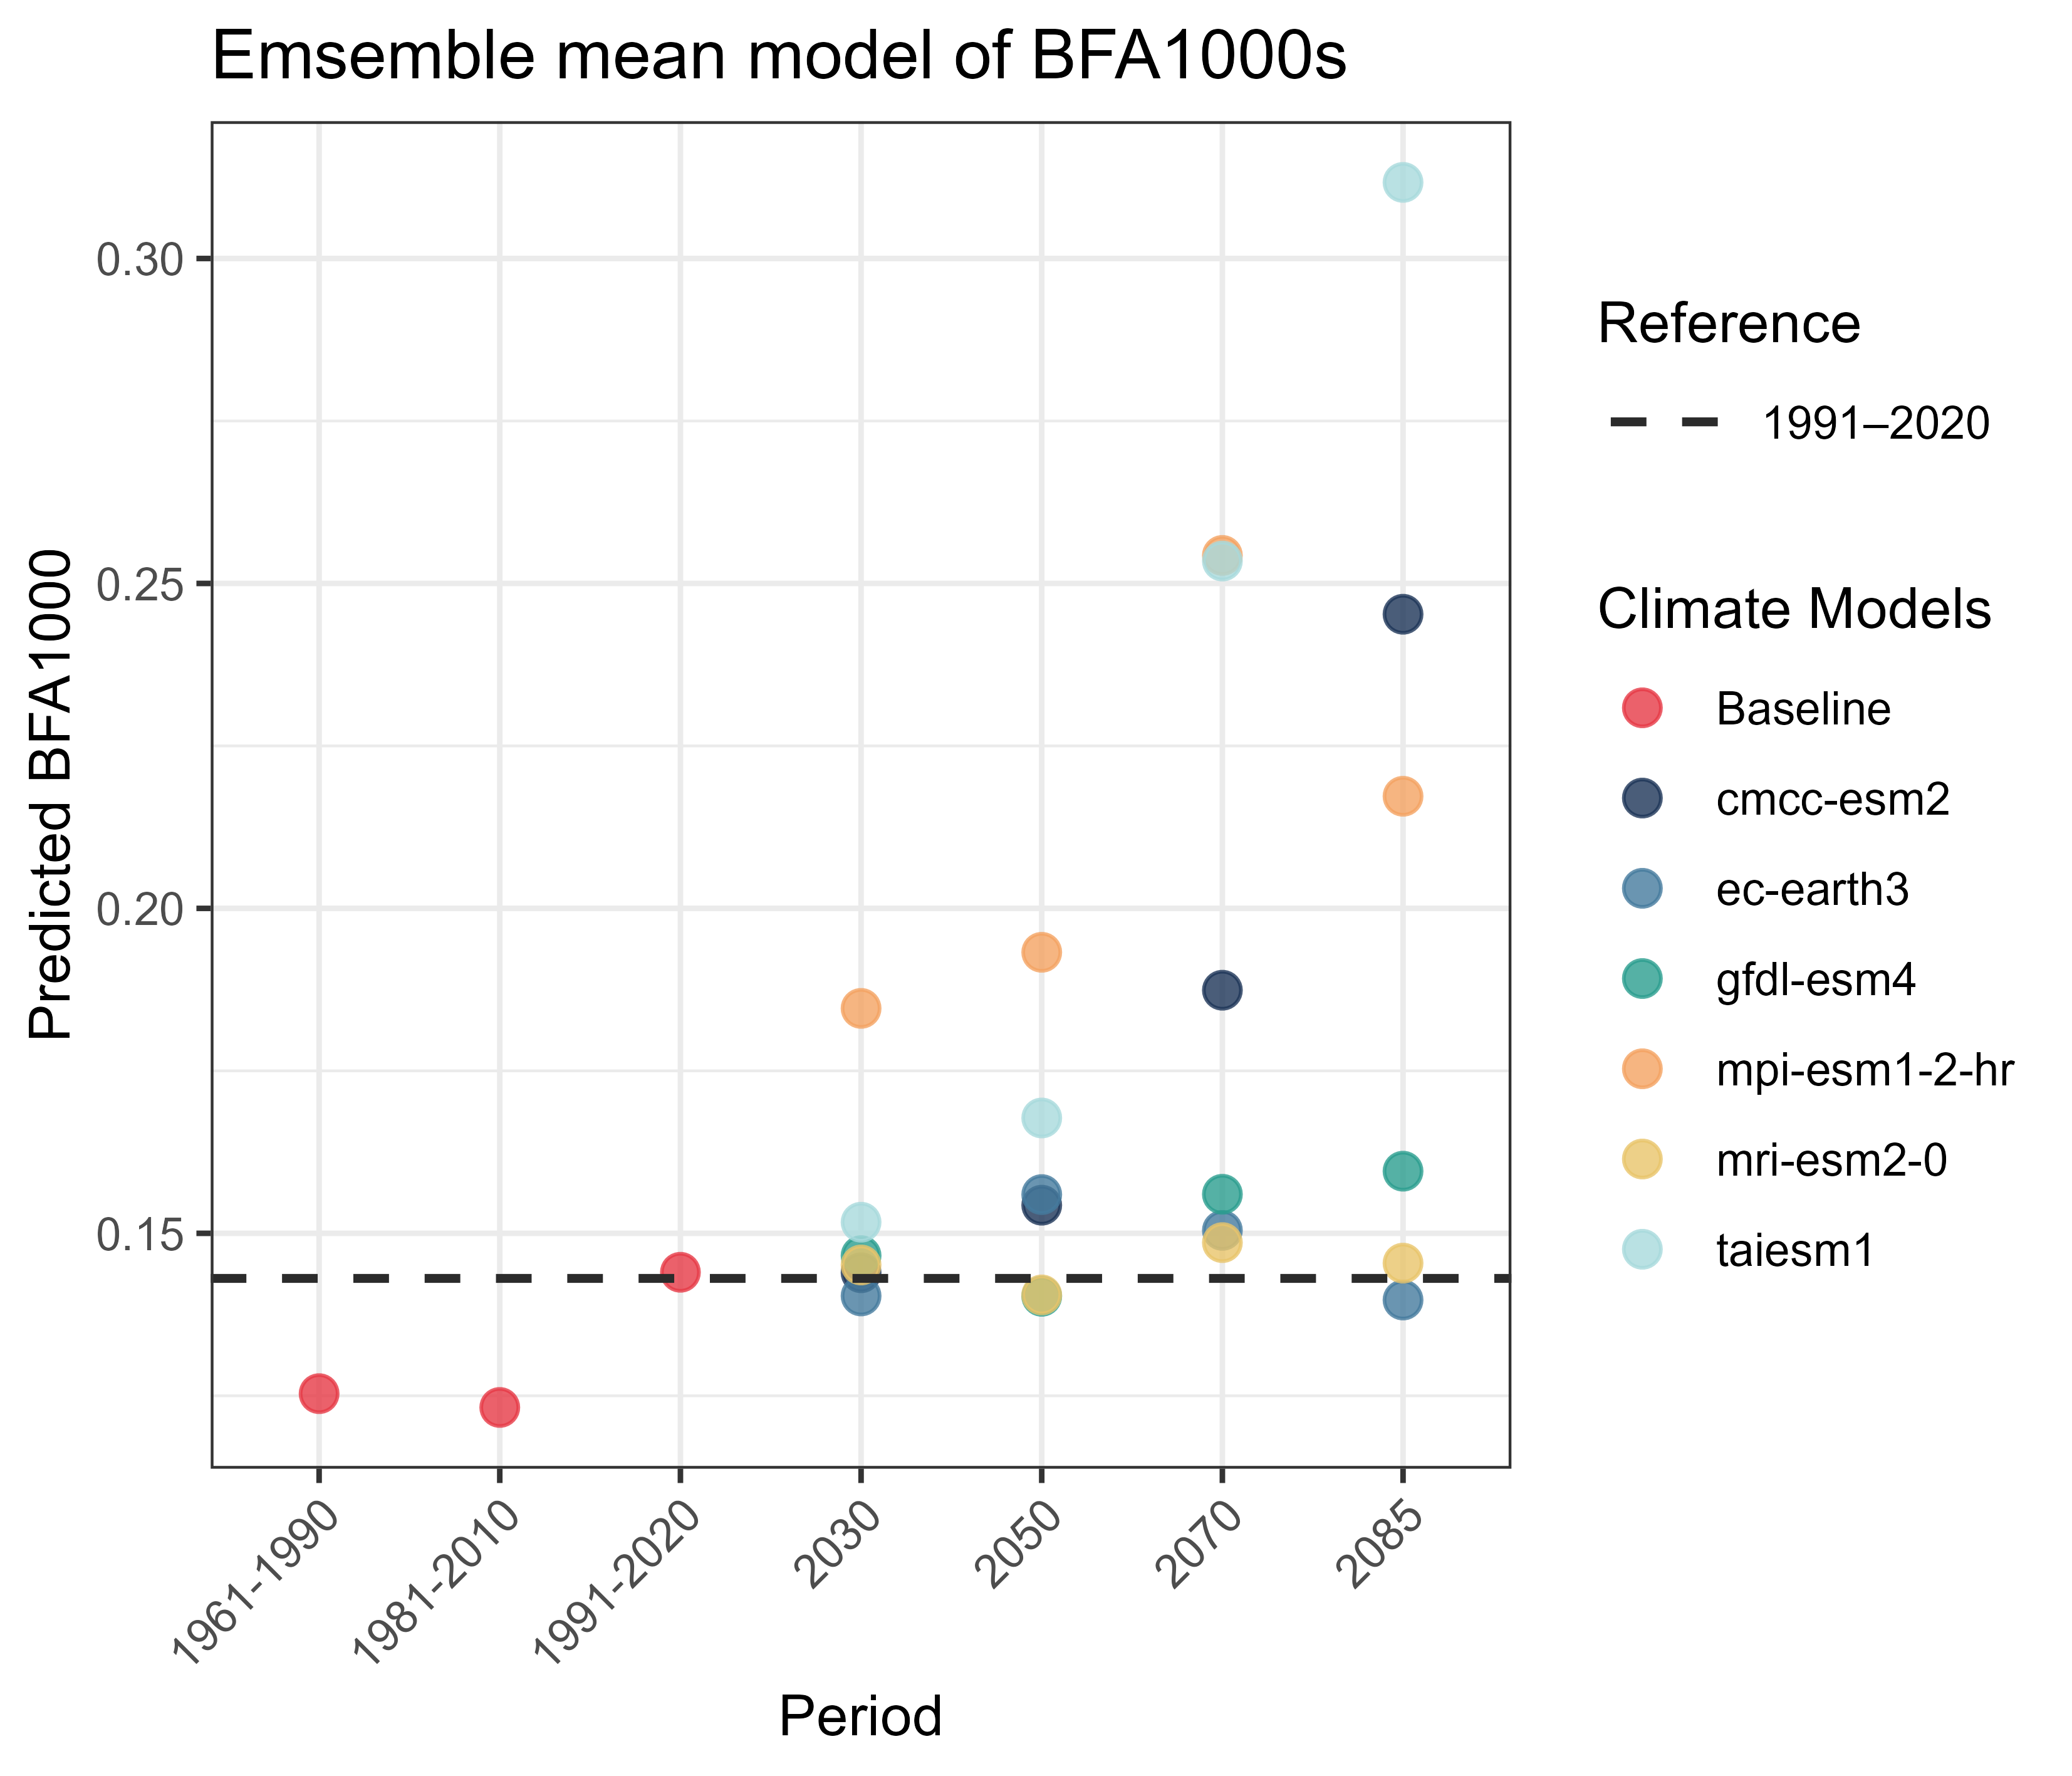 Emsemble mean model of BFA1000s
Predicted BFA1000
0.30
0.25
0.20
0.15
1961-1990
1981-2010
1991-2020
2030
2050
2070
2085
Period
Reference
1991–2020
Climate Models
Baseline
cmcc-esm2
ec-earth3
gfdl-esm4
mpi-esm1-2-hr
mri-esm2-0
taiesm1